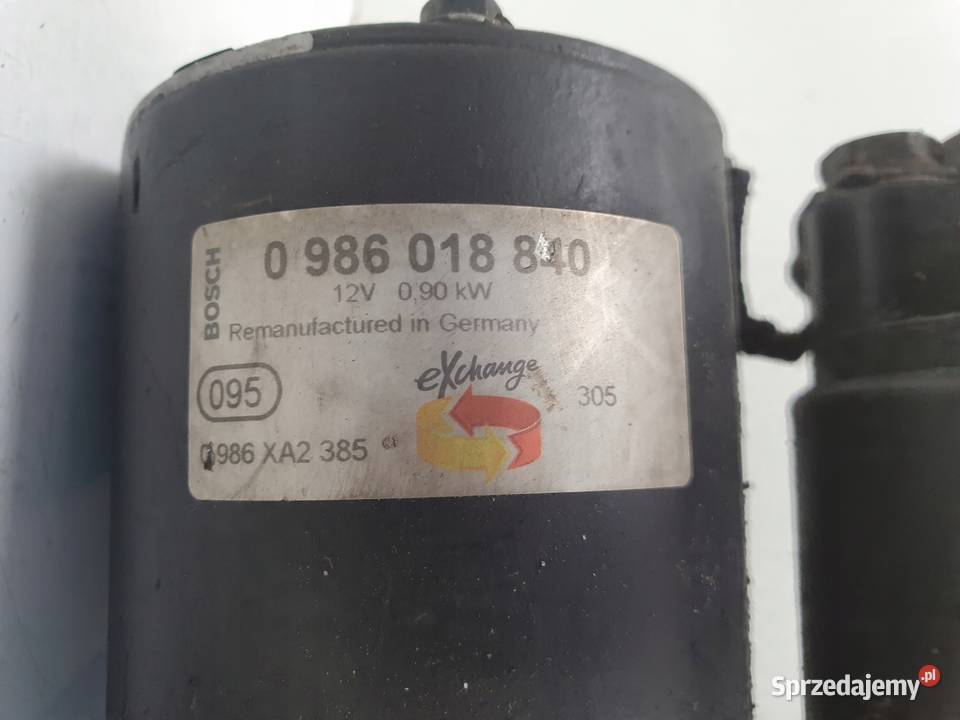 BOSCH
0 986 018 840
12V 0,90 kW
Remanufactured in Germany
eXchange
095
305
0986 XA2 385
Sprzedajemy.pl